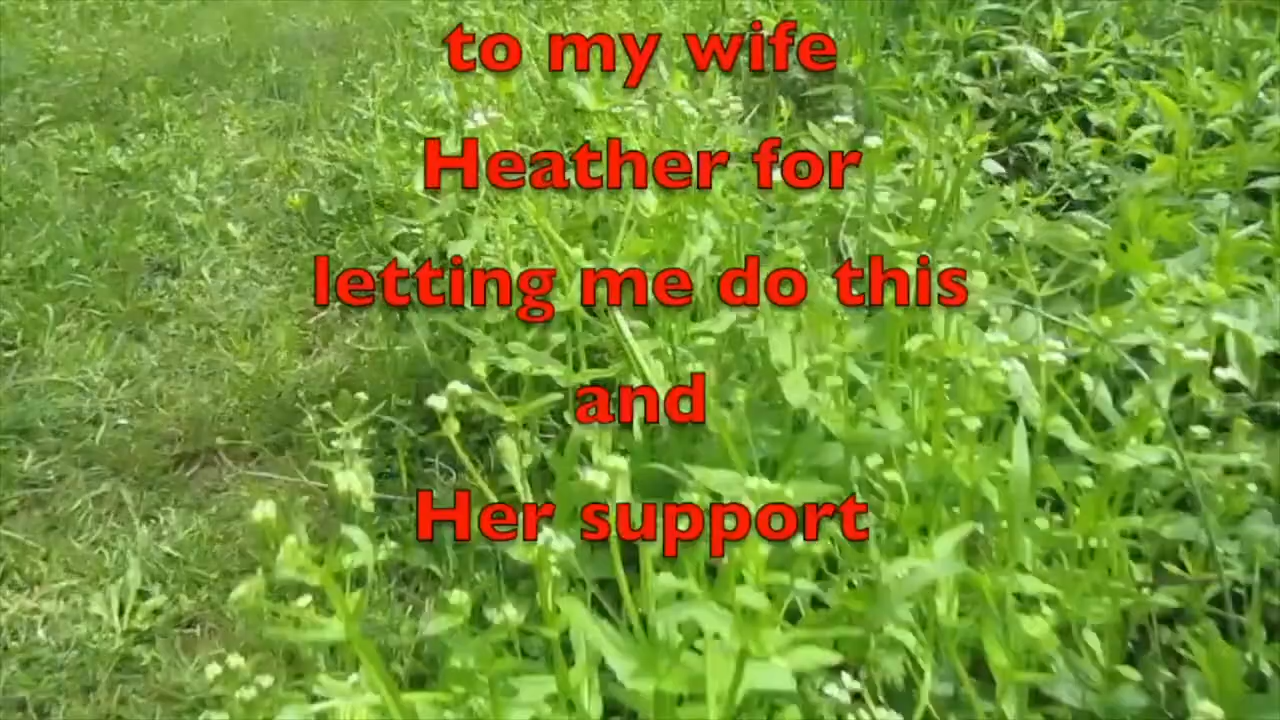 to my wife
Heather for
letting me do this
and
Her support